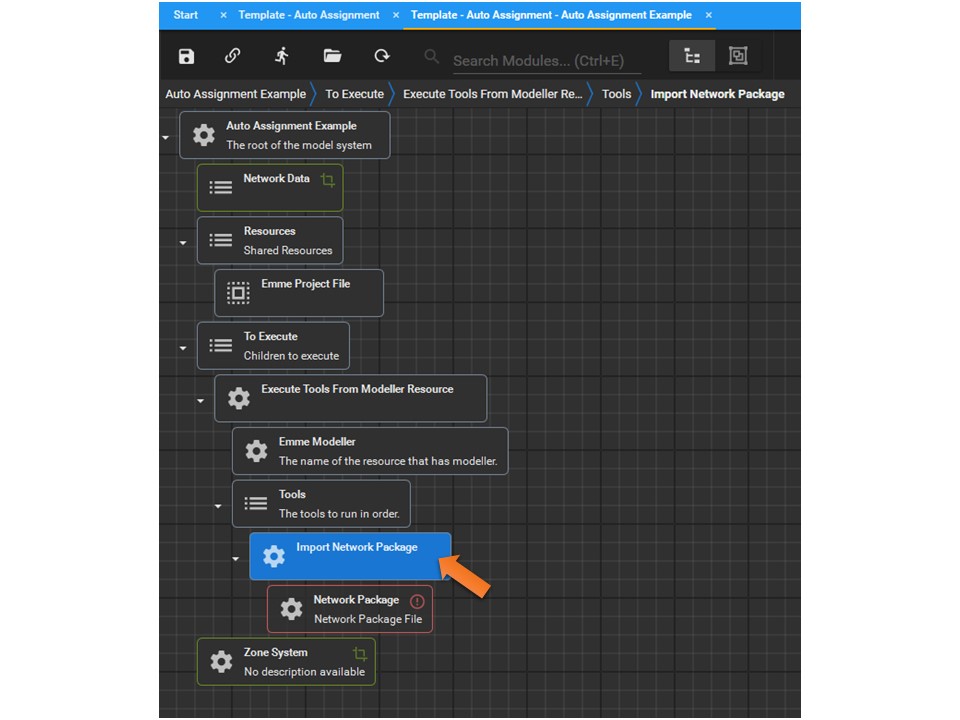 Start × Template - Auto Assignment × Template - Auto Assignment - Auto Assignment Example ×
Search Modules... (Ctrl+E)
Auto Assignment Example To Execute Execute Tools From Modeller Re... Tools Import Network Package
Auto Assignment Example
The root of the model system
Network Data
Resources
Shared Resources
Emme Project File
To Execute
Children to execute
Execute Tools From Modeller Resource
Emme Modeller
The name of the resource that has modeller.
Tools
The tools to run in order.
Import Network Package
Network Package
Network Package File
Zone System
No description available